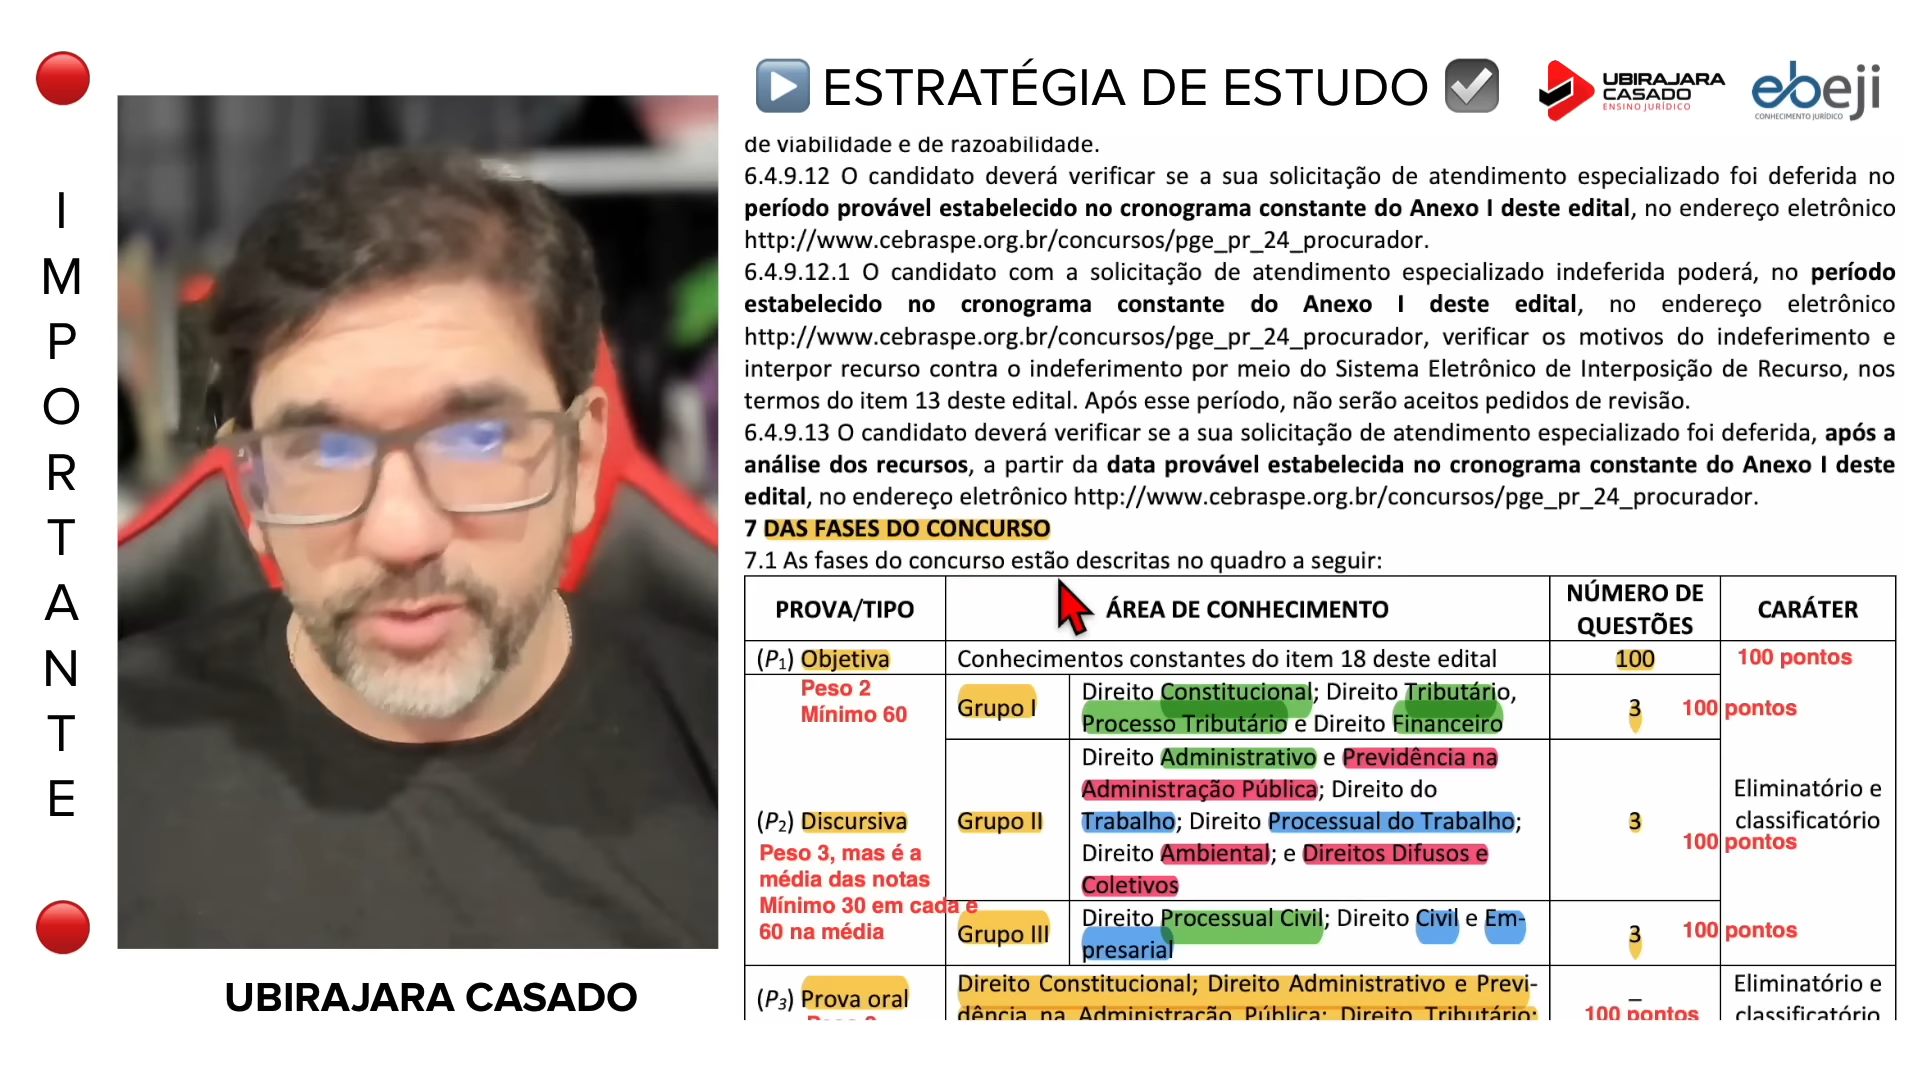 ESTRATÉGIA DE ESTUDO
UBIRAJARA
CASADO
ENSINO JURÍDICO
ebeji
CONHECIMENTO JURÍDICO
IMPORTANTE
UBIRAJARA CASADO
de viabilidade e de razoabilidade.
6.4.9.12 O candidato deverá verificar se a sua solicitação de atendimento especializado foi deferida no
período provável estabelecido no cronograma constante do Anexo I deste edital, no endereço eletrônico
http://www.cebraspe.org.br/concursos/pge_pr_24_procurador.
6.4.9.12.1 O candidato com a solicitação de atendimento especializado indeferida poderá, no período
estabelecido no cronograma constante do Anexo I deste edital, no endereço eletrônico
http://www.cebraspe.org.br/concursos/pge_pr_24_procurador, verificar os motivos do indeferimento e
interpor recurso contra o indeferimento por meio do Sistema Eletrônico de Interposição de Recurso, nos
termos do item 13 deste edital. Após esse período, não serão aceitos pedidos de revisão.
6.4.9.13 O candidato deverá verificar se a sua solicitação de atendimento especializado foi deferida, após a
análise dos recursos, a partir da data provável estabelecida no cronograma constante do Anexo I deste
edital, no endereço eletrônico http://www.cebraspe.org.br/concursos/pge_pr_24_procurador.
7 DAS FASES DO CONCURSO
7.1 As fases do concurso estão descritas no quadro a seguir:
PROVA/TIPO
ÁREA DE CONHECIMENTO
NÚMERO DE
QUESTÕES
CARÁTER
(P1) Objetiva
Peso 2
Mínimo 60
Conhecimentos constantes do item 18 deste edital
100
100 pontos
(P2) Discursiva
Peso 3, mas é a
média das notas
Mínimo 30 em cada e
60 na média
Grupo I
Direito Constitucional; Direito Tributário,
Processo Tributário e Direito Financeiro
3
100 pontos
Grupo II
Direito Administrativo e Previdência na
Administração Pública; Direito do
Trabalho; Direito Processual do Trabalho;
Direito Ambiental; e Direitos Difusos e
Coletivos
3
100 pontos
Eliminatório e
classificatório
Grupo III
Direito Processual Civil; Direito Civil e Em-
presarial
3
100 pontos
(P3) Prova oral
Direito Constitucional; Direito Administrativo e Previ-
dência na Administração Pública; Direito Tributário;
–
100 pontos
Eliminatório e
classificatório